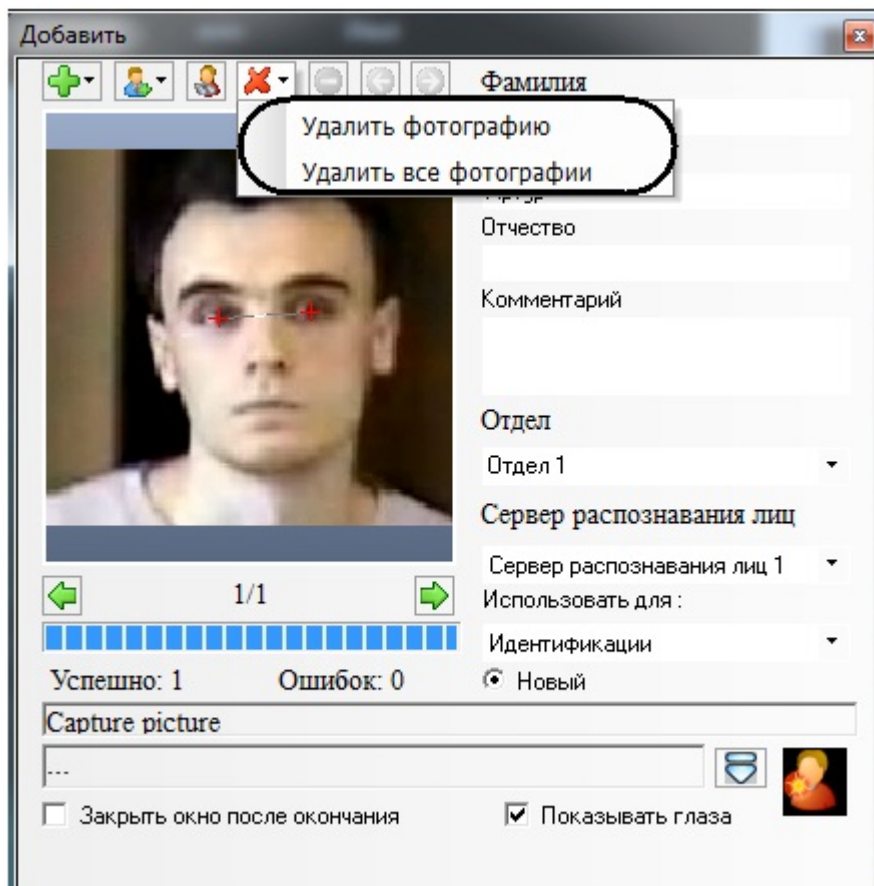 Добавить
Фамилия
Удалить фотографию
Удалить все фотографии
Отчество
Комментарий
Отдел
Отдел 1
Сервер распознавания лиц
Сервер распознавания лиц 1
1/1
Использовать для :
Идентификации
Успешно: 1 Ошибок: 0
Новый
Capture picture
...
Закрыть окно после окончания
Показывать глаза